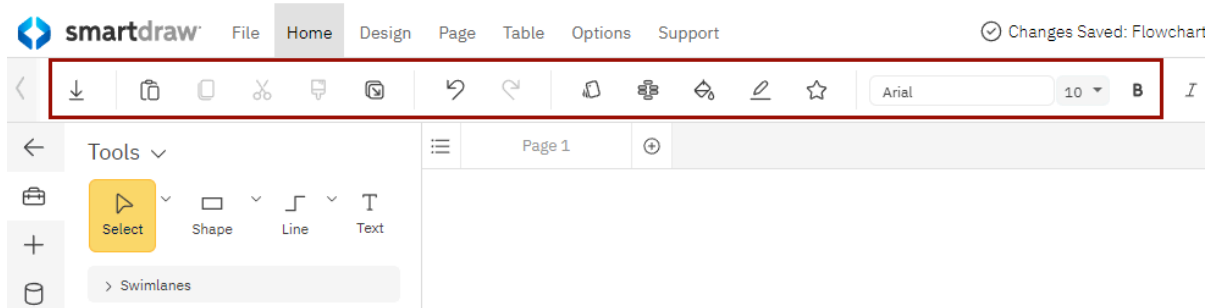 smartdraw File Home Design Page Table Options Support Changes Saved: Flowchart
Arial 10 B I
Tools Page 1
Select Shape Line Text
Swimlanes